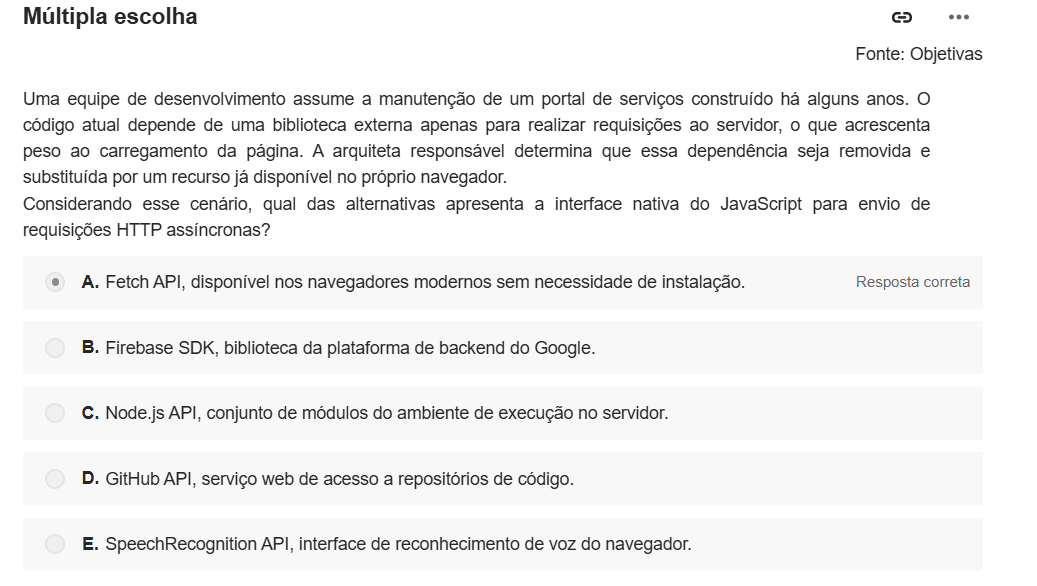 Múltipla escolha
Fonte: Objetivas
Uma equipe de desenvolvimento assume a manutenção de um portal de serviços construído há alguns anos. O
código atual depende de uma biblioteca externa apenas para realizar requisições ao servidor, o que acrescenta
peso ao carregamento da página. A arquiteta responsável determina que essa dependência seja removida e
substituída por um recurso já disponível no próprio navegador.
Considerando esse cenário, qual das alternativas apresenta a interface nativa do JavaScript para envio de
requisições HTTP assíncronas?
A. Fetch API, disponível nos navegadores modernos sem necessidade de instalação. Resposta correta
B. Firebase SDK, biblioteca da plataforma de backend do Google.
C. Node.js API, conjunto de módulos do ambiente de execução no servidor.
D. GitHub API, serviço web de acesso a repositórios de código.
E. SpeechRecognition API, interface de reconhecimento de voz do navegador.